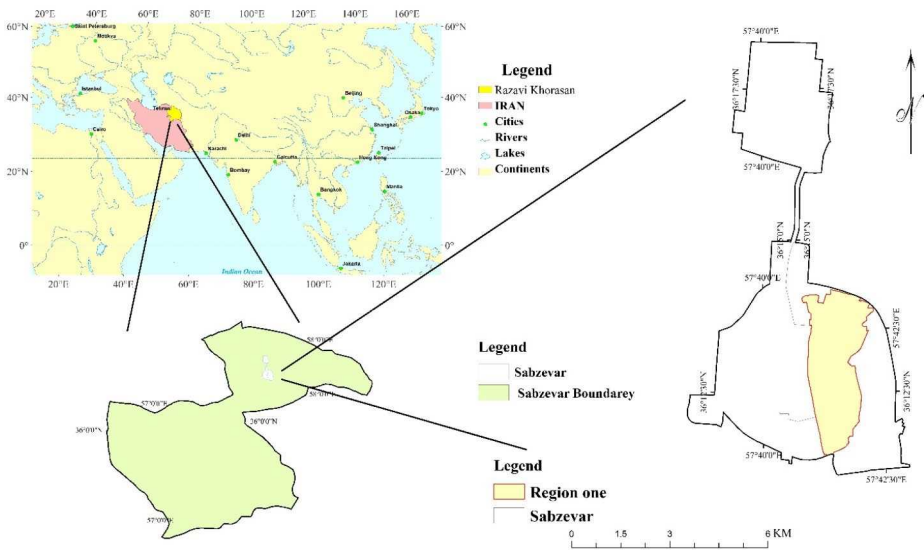 20°E 40°E 60°E 80°E 100°E 120°E 140°E 160°E
60°N
60°N
Saint Petersburg
Moskva
Istanbul
Beijing
40°N
40°N
Tehran
Tokyo
Osaka
Cairo
Shanghai
Delhi
Karachi
Taipei
Calcutta
Hong Kong
Bombay
20°N
20°N
Bangkok
Manila
0°
0°
Jakarta
Indian Ocean
20°E 40°E 60°E 80°E 100°E 120°E 140°E 160°E
Legend
Razavi Khorasan
IRAN
Cities
Rivers
Lakes
Continents
58°0'0"E
58°0'0"E
57°0'0"E
36°0'0"N
36°0'0"N
57°0'0"E
Legend
Sabzevar
Sabzevar Boundarey
Legend
Region one
Sabzevar
57°40'0"E
36°17'30"N
57°40'0"E
36°15'0"N
57°40'0"E
57°42'30"E
36°12'30"N
36°12'30"N
57°40'0"E
57°42'30"E
0 1.5 3 6 KM